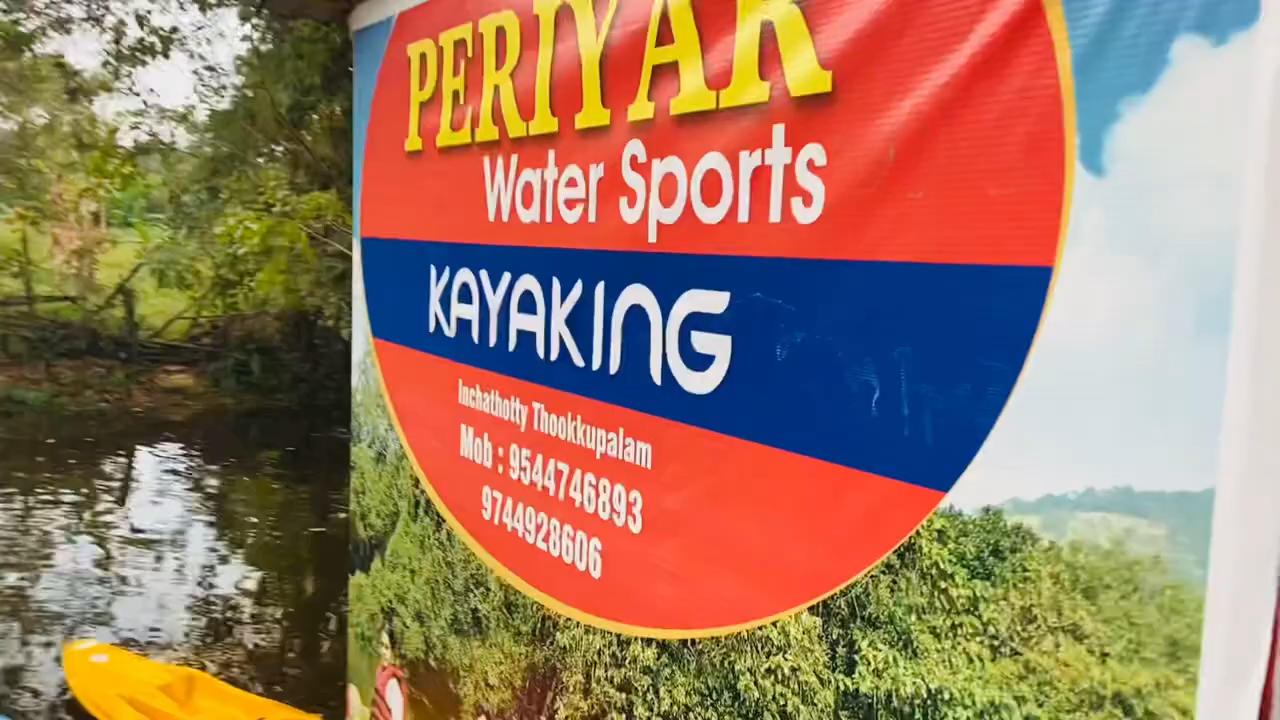 PERIYAR
Water Sports
KAYAKING
Inchathotty Thookkupalam
Mob : 9544746893
9744928606